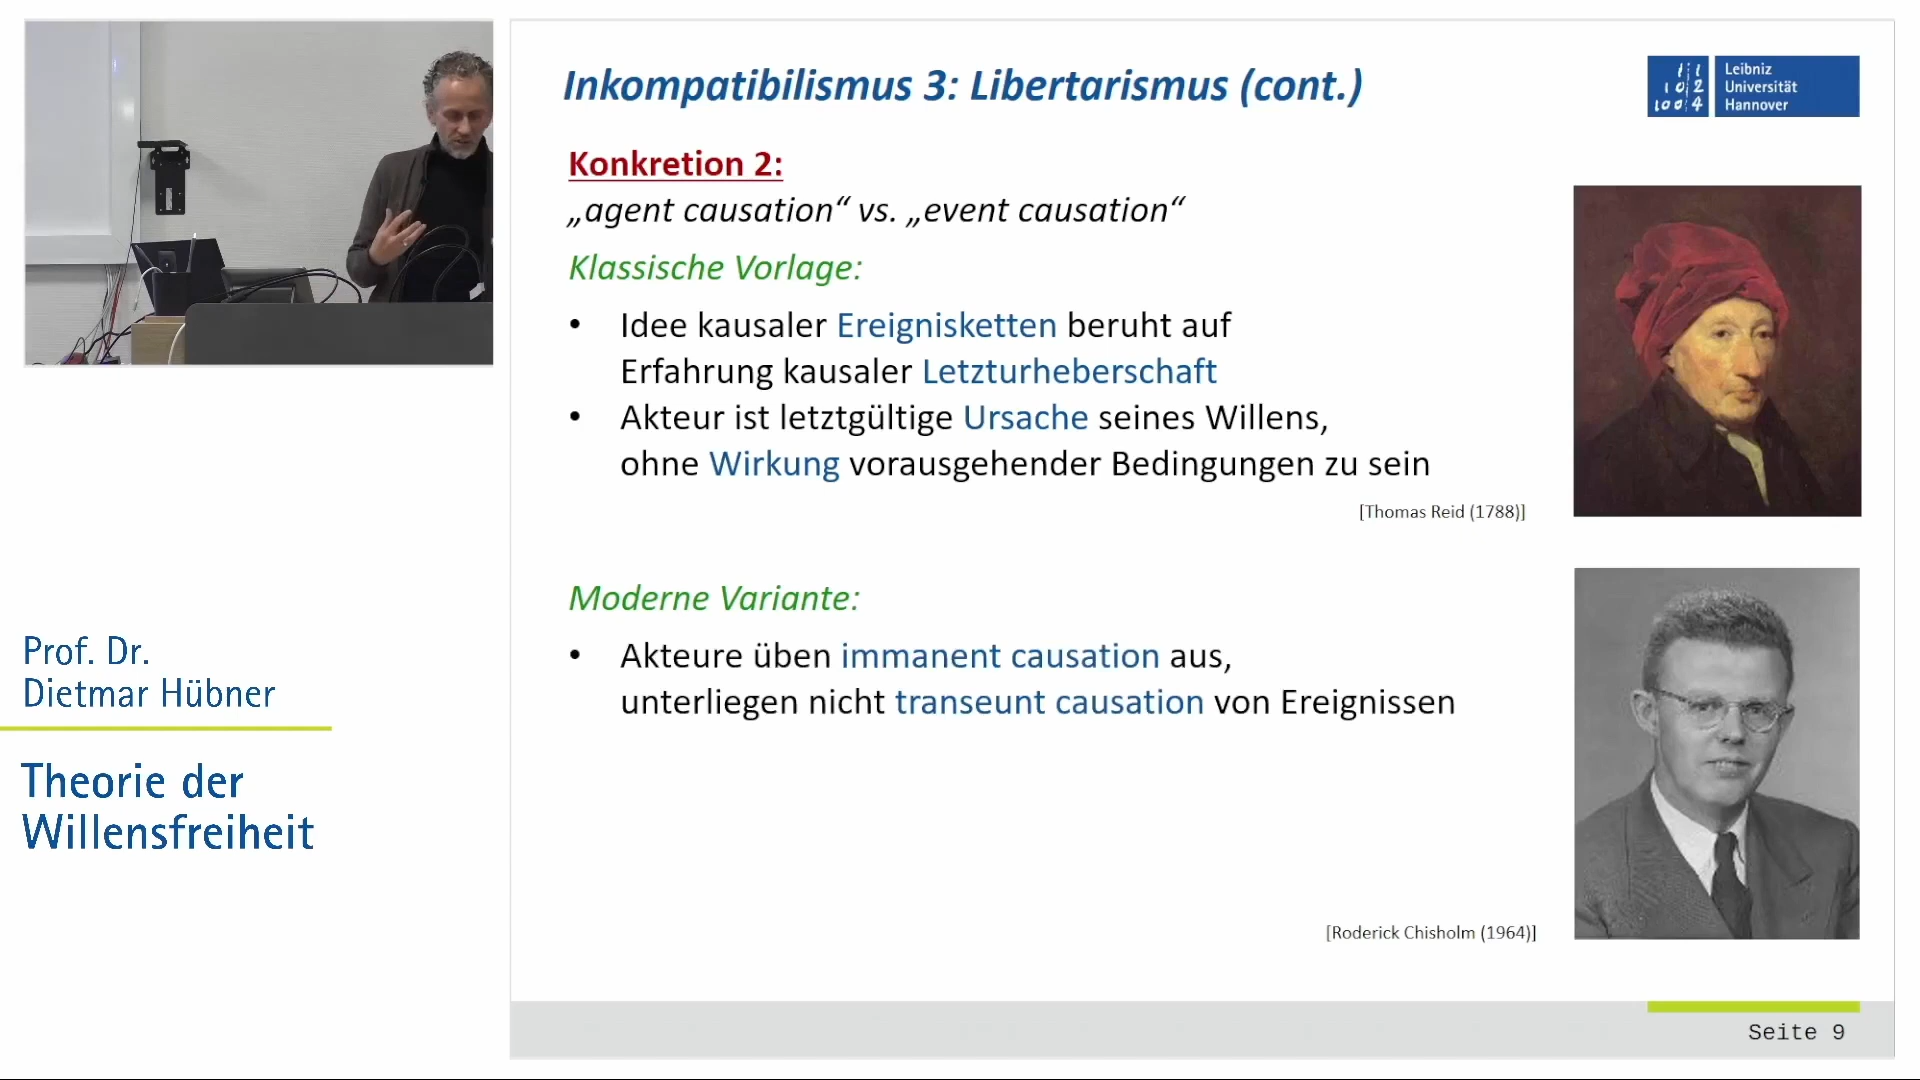 Inkompatibilismus 3: Libertarismus (cont.)
Leibniz
Universität
Hannover
Konkretion 2:
„agent causation“ vs. „event causation“
Klassische Vorlage:
• Idee kausaler Ereignisketten beruht auf
Erfahrung kausaler Letzturheberschaft
• Akteur ist letztgültige Ursache seines Willens,
ohne Wirkung vorausgehender Bedingungen zu sein
[Thomas Reid (1788)]
Moderne Variante:
• Akteure üben immanent causation aus,
unterliegen nicht transeunt causation von Ereignissen
[Roderick Chisholm (1964)]
Seite 9
Prof. Dr.
Dietmar Hübner
Theorie der
Willensfreiheit